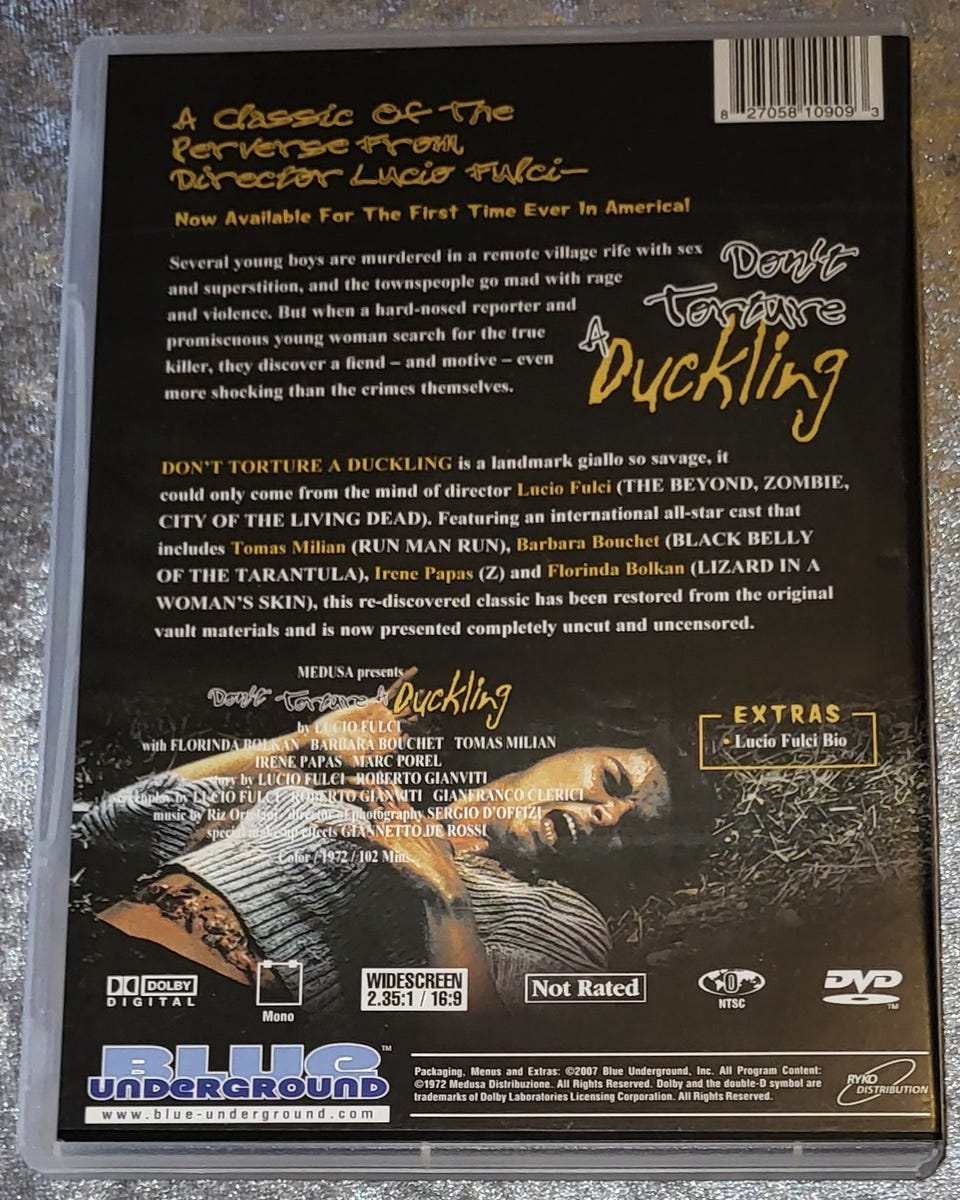 8 27058 10909 3
A Classic Of The
Perverse From
Director Lucio Fulci—
Now Available For The First Time Ever In America!
Several young boys are murdered in a remote village rife with sex
and superstition, and the townspeople go mad with rage
and violence. But when a hard-nosed reporter and
promiscuous young woman search for the true
killer, they discover a fiend – and motive – even
more shocking than the crimes themselves.
Don't
Torture
A
Duckling
DON'T TORTURE A DUCKLING is a landmark giallo so savage, it
could only come from the mind of director Lucio Fulci (THE BEYOND, ZOMBIE,
CITY OF THE LIVING DEAD). Featuring an international all-star cast that
includes Tomas Milian (RUN MAN RUN), Barbara Bouchet (BLACK BELLY
OF THE TARANTULA), Irene Papas (Z) and Florinda Bolkan (LIZARD IN A
WOMAN'S SKIN), this re-discovered classic has been restored from the original
vault materials and is now presented completely uncut and uncensored.
MEDUSA presents
Don't Torture A Duckling
by LUCIO FULCI
with FLORINDA BOLKAN BARBARA BOUCHET TOMAS MILIAN
IRENE PAPAS MARC POREL
story by LUCIO FULCI ROBERTO GIANVITI
screenplay by LUCIO FULCI ROBERTO GIANVITI GIANFRANCO CLERICI
music by Riz Ortolani director of photography SERGIO D'OFFIZI
special makeup effects GIANNETTO DE ROSSI
Color / 1972 / 102 Mins.
EXTRAS
• Lucio Fulci Bio
DOLBY
DIGITAL
Mono
WIDESCREEN
2.35:1 / 16:9
Not Rated
0
NTSC
DVD
TM
BLUE
UNDERGROUND
TM
www.blue-underground.com
Packaging, Menus and Extras: ©2007 Blue Underground, Inc. All Program Content:
©1972 Medusa Distribuzione. All Rights Reserved. Dolby and the double-D symbol are
trademarks of Dolby Laboratories Licensing Corporation. All Rights Reserved.
RYKO
DISTRIBUTION